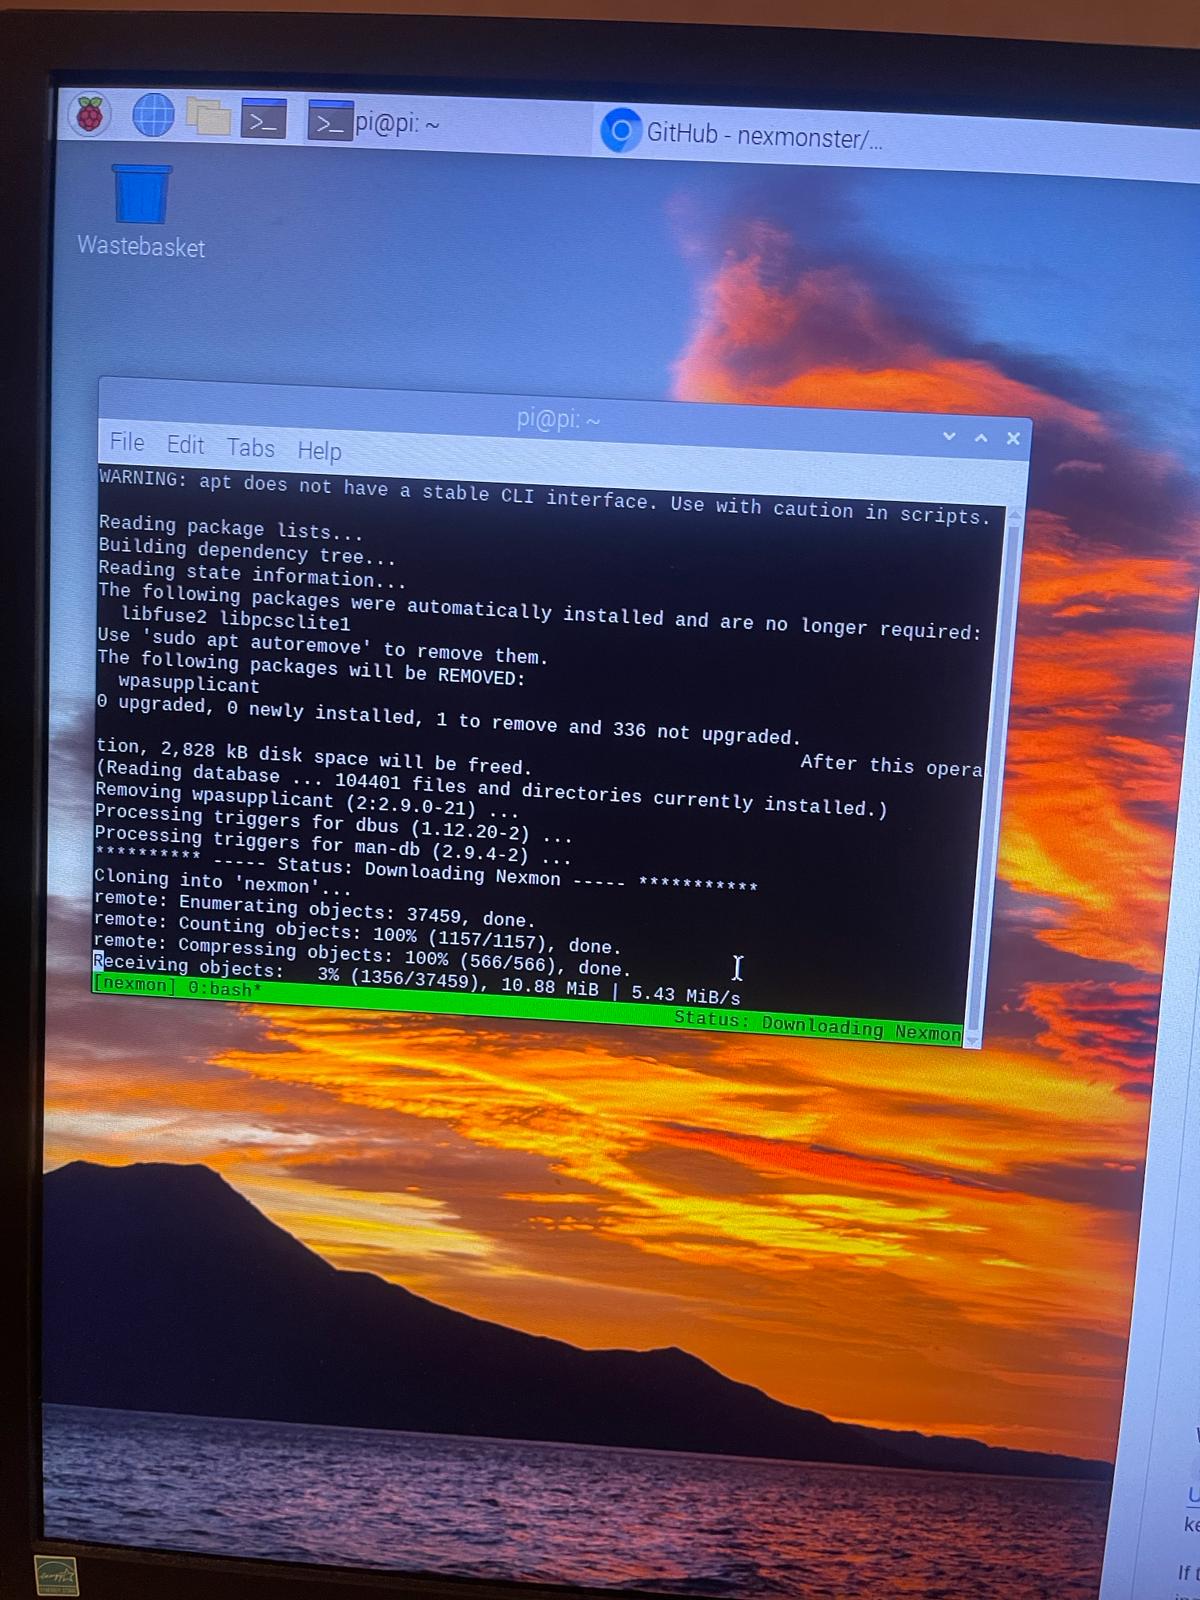 pi@pi: ~
GitHub - nexmonster/...
Wastebasket
pi@pi: ~
File Edit Tabs Help
WARNING: apt does not have a stable CLI interface. Use with caution in scripts.
Reading package lists...
Building dependency tree...
Reading state information...
The following packages were automatically installed and are no longer required:
libfuse2 libpcsclite1
Use 'sudo apt autoremove' to remove them.
The following packages will be REMOVED:
wpasupplicant
0 upgraded, 0 newly installed, 1 to remove and 336 not upgraded.
After this opera
tion, 2,828 kB disk space will be freed.
(Reading database ... 104401 files and directories currently installed.)
Removing wpasupplicant (2:2.9.0-21) ...
Processing triggers for dbus (1.12.20-2) ...
Processing triggers for man-db (2.9.4-2) ...
********** ----- Status: Downloading Nexmon ----- ***********
Cloning into 'nexmon'...
remote: Enumerating objects: 37459, done.
remote: Counting objects: 100% (1157/1157), done.
remote: Compressing objects: 100% (566/566), done.
Receiving objects:   3% (1356/37459), 10.88 MiB | 5.43 MiB/s
[nexmon] 0:bash*
Status: Downloading Nexmon
ke
If t